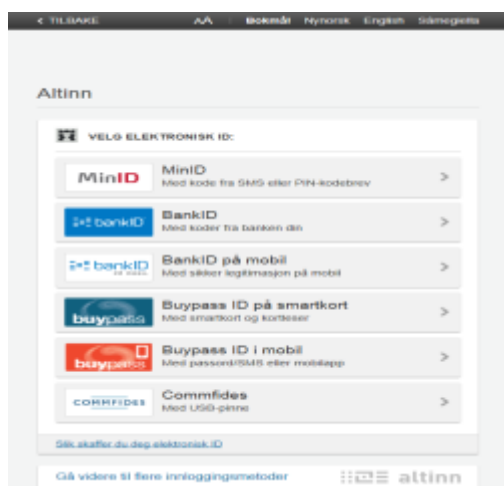 < TILBAKE AA Bokmål Nynorsk English Sámegiella
Altinn
VELG ELEKTRONISK ID:
MinID
MinID
Med kode fra SMS eller PIN-kodebrev
bankID
BankID
Med koder fra banken din
bankID
BankID på mobil
Med sikker legitimasjon på mobil
buypass
Buypass ID på smartkort
Med smartkort og kortleser
buypass
Buypass ID i mobil
Med passord/SMS eller mobilapp
COMMFIDES
Commfides
Med USB-pinne
Slik skaffer du deg elektronisk ID
Gå videre til flere innloggingsmetoder altinn